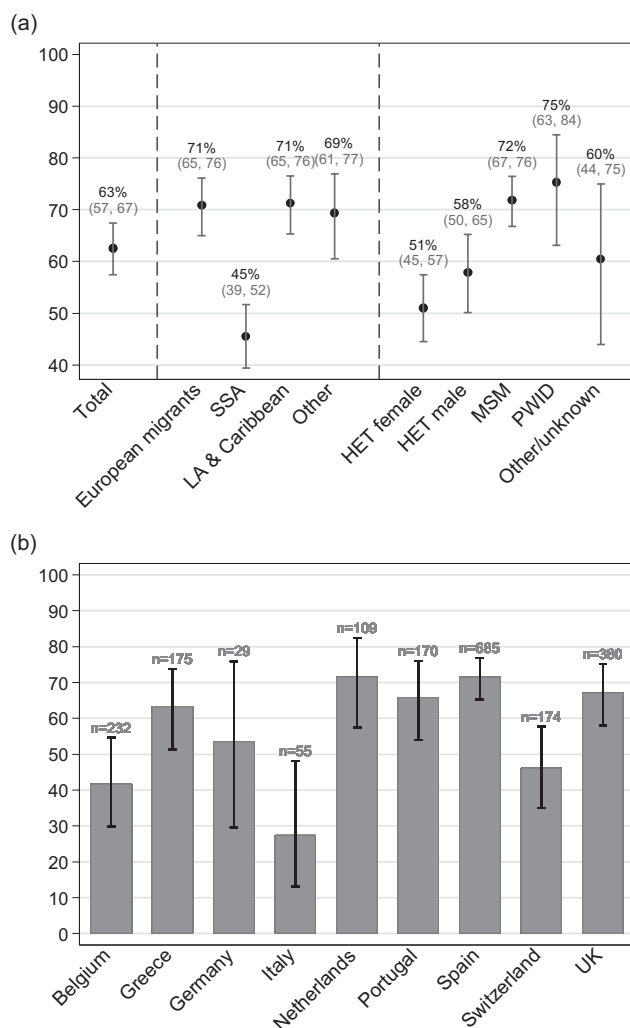 (a)
100
90
80
70
60
50
40
63%
(57, 67)
71%
(65, 76)
45%
(39, 52)
71%
(65, 76)
69%
(61, 77)
51%
(45, 57)
58%
(50, 65)
72%
(67, 76)
75%
(63, 84)
60%
(44, 75)
Total
European migrants
SSA
LA & Caribbean
Other
HET female
HET male
MSM
PWID
Other/unknown
(b)
100
90
80
70
60
50
40
30
20
10
0
n=232
n=175
n=29
n=55
n=109
n=170
n=685
n=174
n=380
Belgium
Greece
Germany
Italy
Netherlands
Portugal
Spain
Switzerland
UK